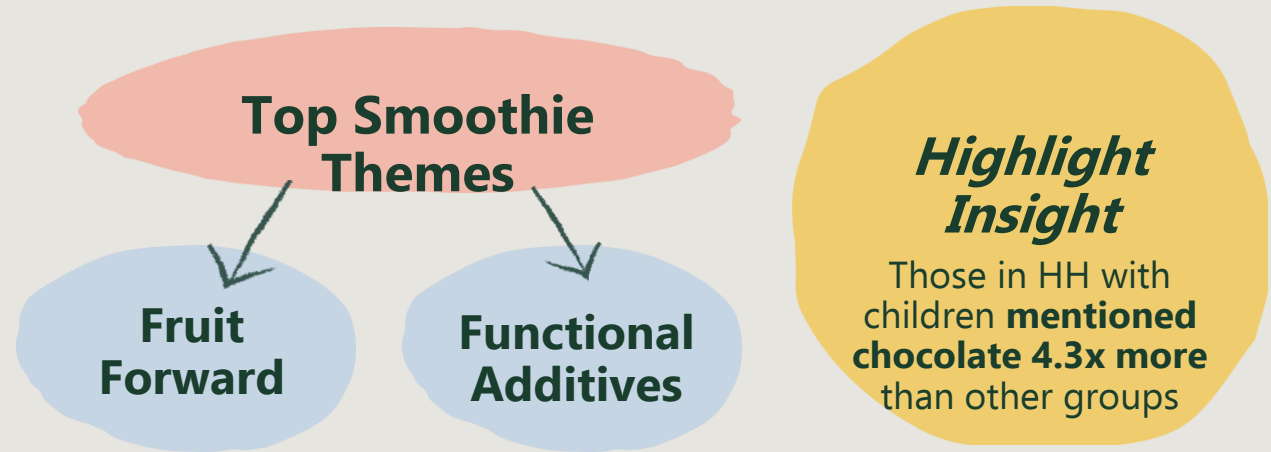 Top Smoothie
Themes
Fruit
Forward
Functional
Additives
Highlight
Insight
Those in HH with
children mentioned
chocolate 4.3x more
than other groups